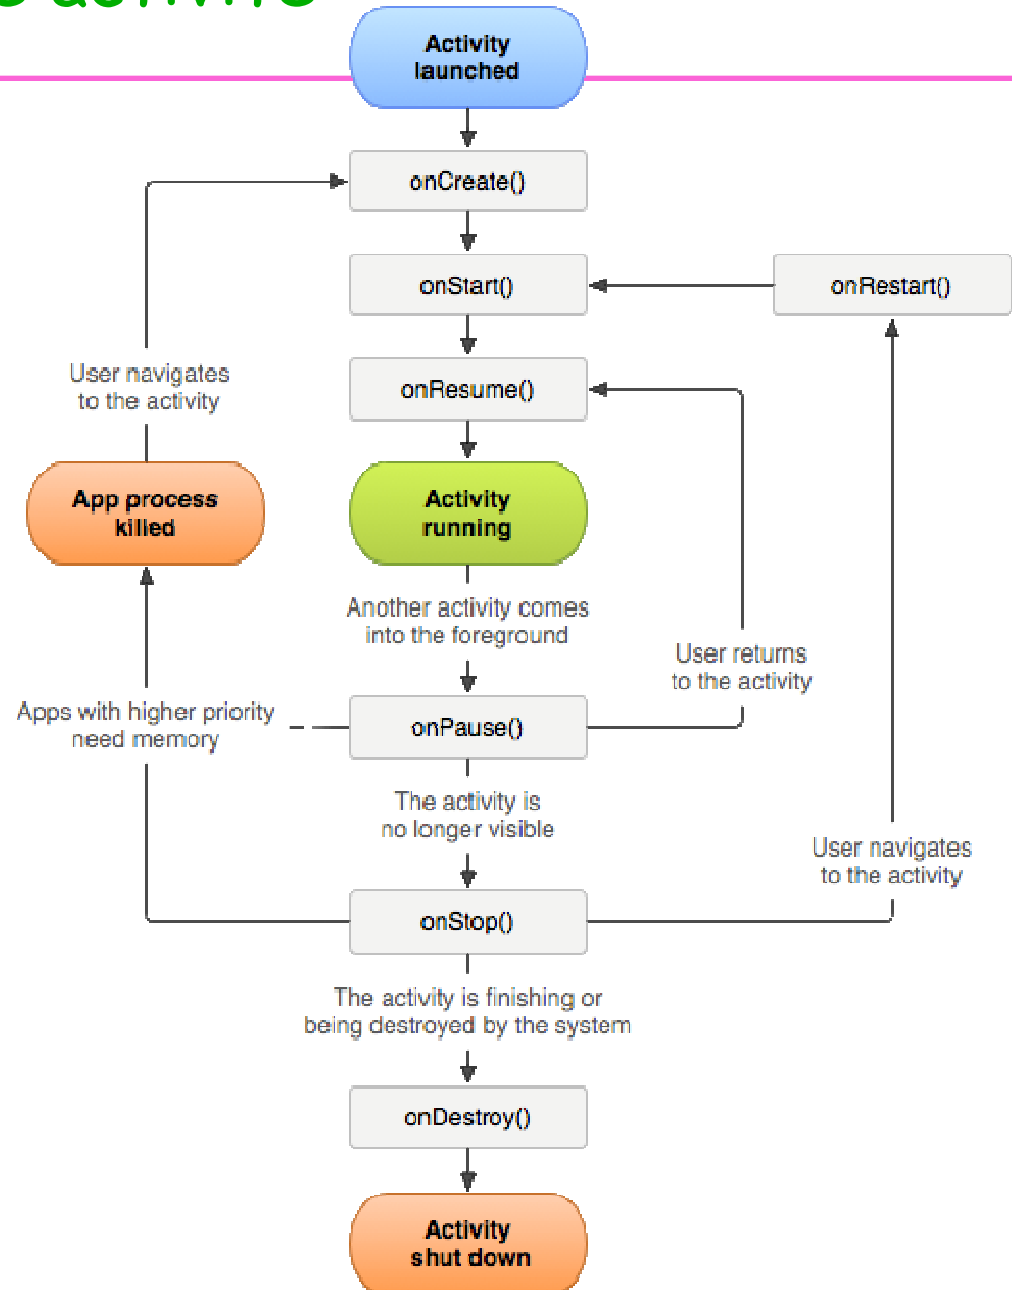 activité
Activity
launched
onCreate()
onStart()
onRestart()
User navigates
to the activity
onResume()
App process
killed
Activity
running
Another activity comes
into the foreground
User returns
to the activity
Apps with higher priority
need memory
onPause()
The activity is
no longer visible
User navigates
to the activity
onStop()
The activity is finishing or
being destroyed by the system
onDestroy()
Activity
shut down